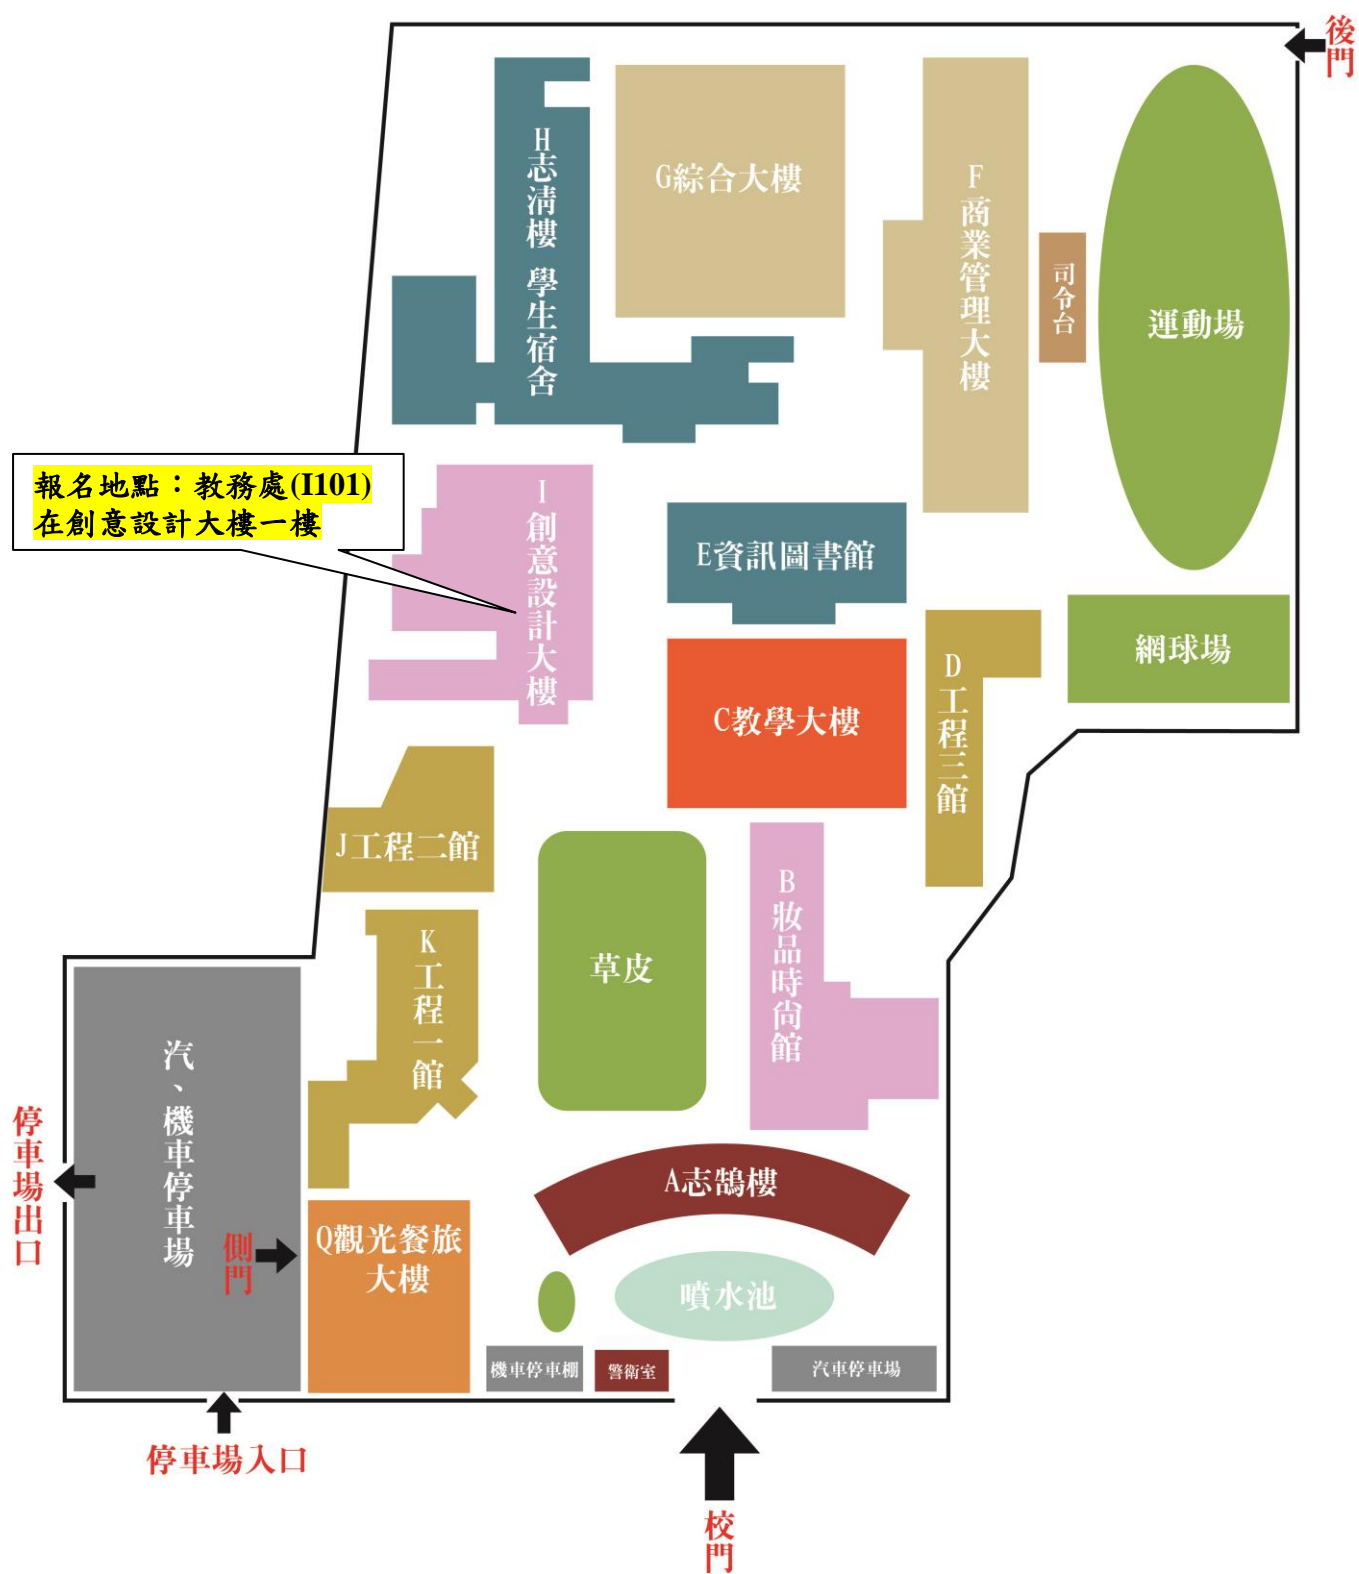 後門
H志清樓 學生宿舍
G綜合大樓
F商業管理大樓
司令台
運動場
報名地點：教務處(I101)
在創意設計大樓一樓
I創意設計大樓
E資訊圖書館
網球場
C教學大樓
D工程三館
J工程二館
草皮
B妝品時尚館
K工程一館
汽、機車停車場
停車場出口
側門
Q觀光餐旅
大樓
A志鵠樓
噴水池
機車停車棚
警衛室
汽車停車場
停車場入口
校門